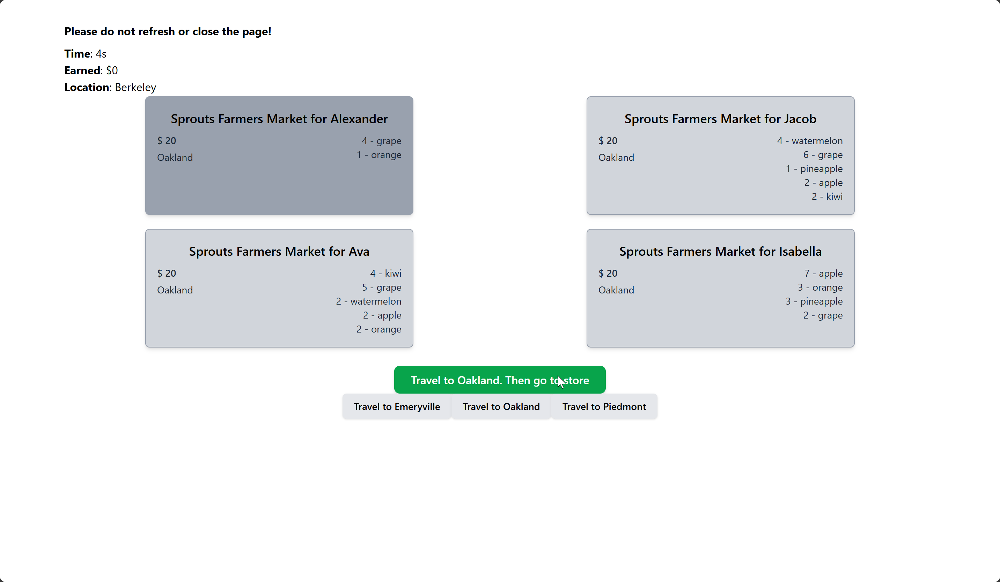 Please do not refresh or close the page!
Time: 4s
Earned: $0
Location: Berkeley
Sprouts Farmers Market for Alexander
$ 20
Oakland
4 - grape
1 - orange
Sprouts Farmers Market for Jacob
$ 20
Oakland
4 - watermelon
6 - grape
1 - pineapple
2 - apple
2 - kiwi
Sprouts Farmers Market for Ava
$ 20
Oakland
4 - kiwi
5 - grape
2 - watermelon
2 - apple
2 - orange
Sprouts Farmers Market for Isabella
$ 20
Oakland
7 - apple
3 - orange
3 - pineapple
2 - grape
Travel to Oakland. Then go to store
Travel to Emeryville
Travel to Oakland
Travel to Piedmont